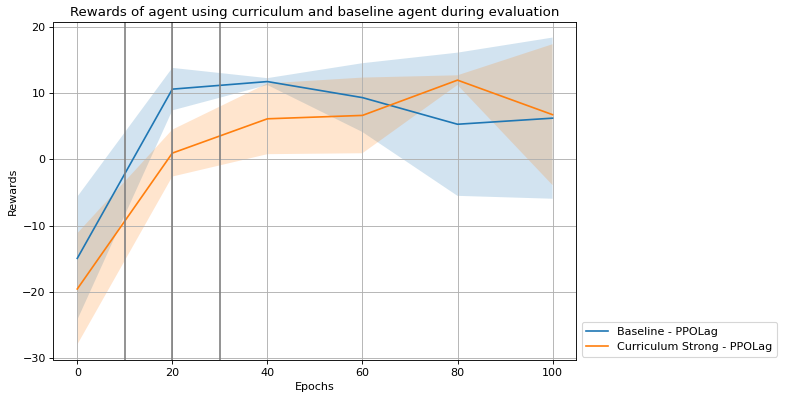 Rewards of agent using curriculum and baseline agent during evaluation
20
10
0
−10
−20
−30
Rewards
0 20 40 60 80 100
Epochs
Baseline - PPOLag
Curriculum Strong - PPOLag